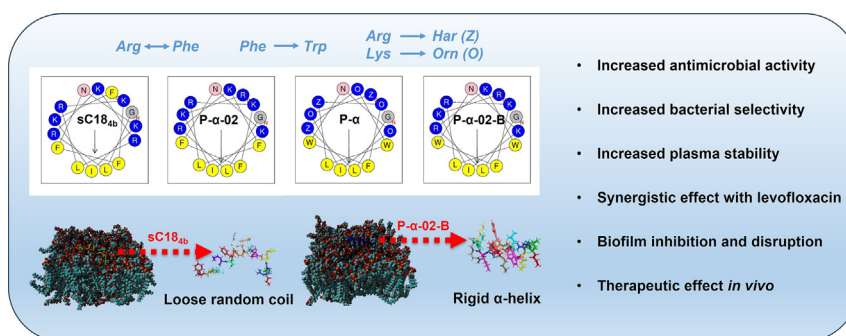 Arg ↔ Phe
Phe → Trp
Arg → Har (Z)
Lys → Orn (O)
N K F
R K
K G
K
R R
F
L I L F
sC18₄b
N K R
R K
K G
R K
F F
L I L F
P-α-02
N O Z
Z O
O G
Z O
W W
L I L F
P-α
N K R
R K
K G
R K
W W
L I L F
P-α-02-B
sC18₄b
Loose random coil
P-α-02-B
Rigid α-helix
• Increased antimicrobial activity
• Increased bacterial selectivity
• Increased plasma stability
• Synergistic effect with levofloxacin
• Biofilm inhibition and disruption
• Therapeutic effect in vivo